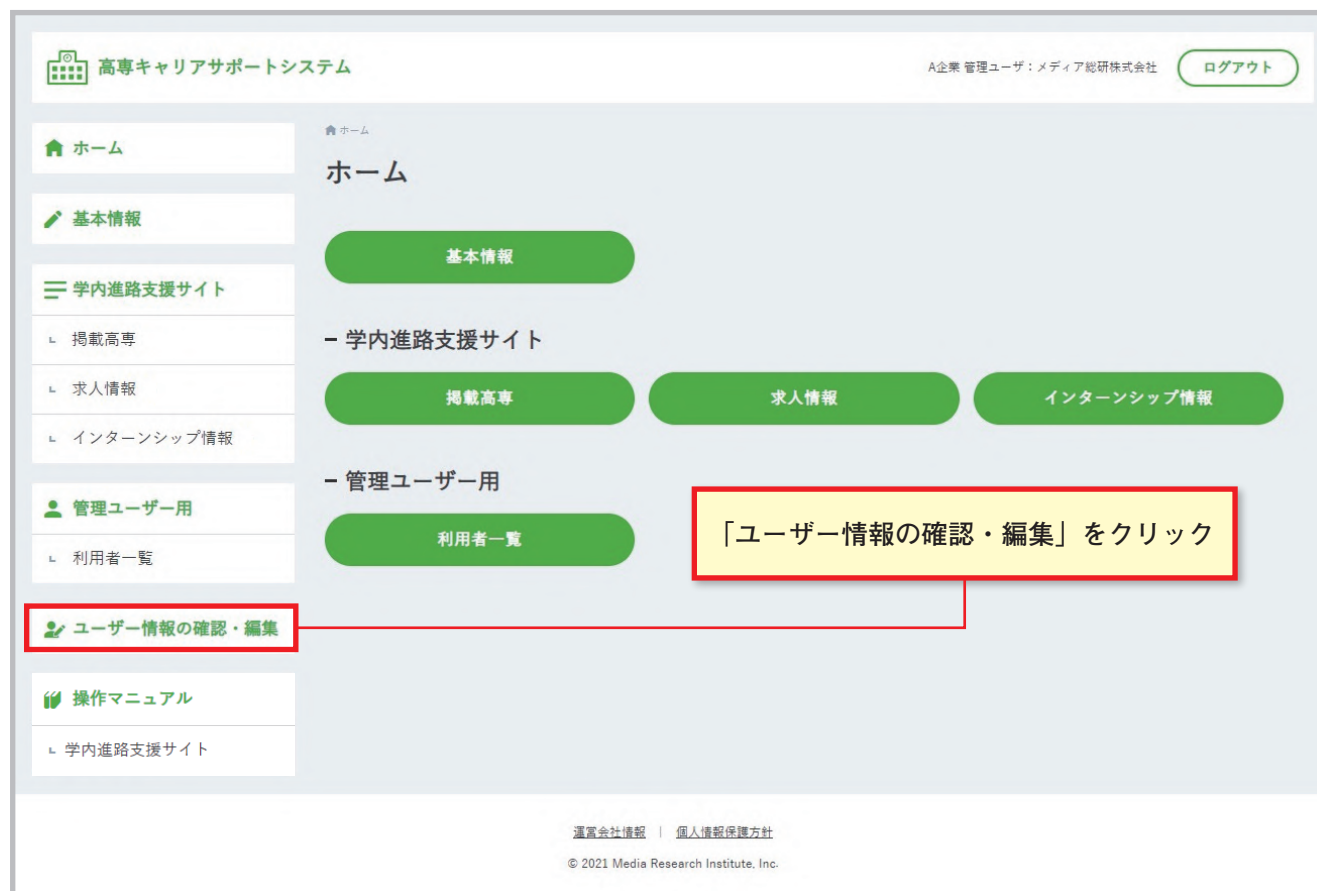 高専キャリアサポートシステム
A企業 管理ユーザ：メディア総研株式会社
ログアウト
ホーム
基本情報
学内進路支援サイト
掲載高専
求人情報
インターンシップ情報
管理ユーザー用
利用者一覧
ユーザー情報の確認・編集
操作マニュアル
学内進路支援サイト
ホーム
ホーム
基本情報
学内進路支援サイト
掲載高専
求人情報
インターンシップ情報
管理ユーザー用
利用者一覧
「ユーザー情報の確認・編集」をクリック
運営会社情報 | 個人情報保護方針
© 2021 Media Research Institute, Inc.